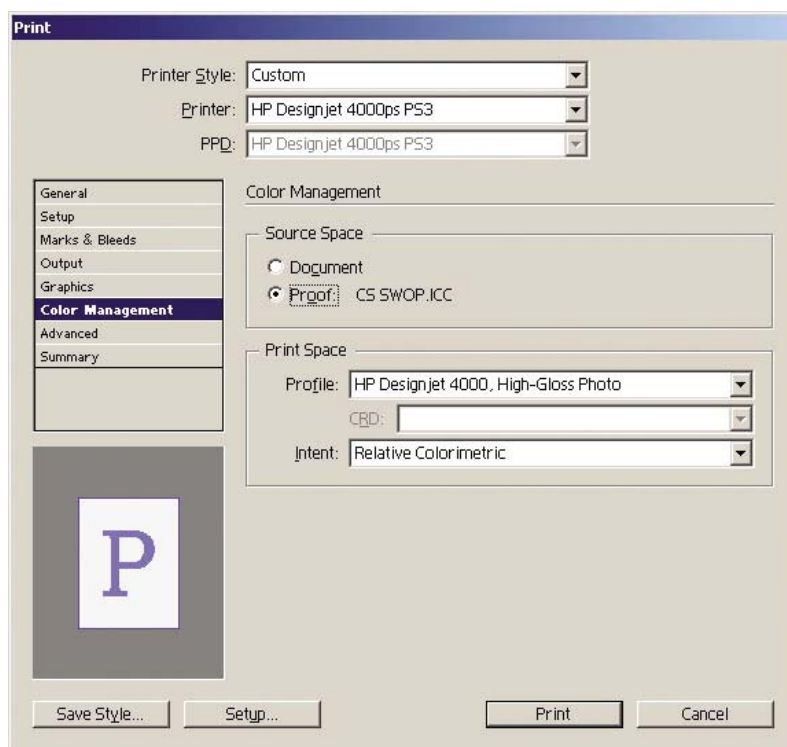 Print
Printer Style: Custom
Printer: HP Designjet 4000ps PS3
PPD: HP Designjet 4000ps PS3
General
Setup
Marks & Bleeds
Output
Graphics
Color Management
Advanced
Summary
Color Management
Source Space
Document
Proof: CS SWOP.ICC
Print Space
Profile: HP Designjet 4000, High-Gloss Photo
CRD:
Intent: Relative Colorimetric
P
Save Style...
Setup...
Print
Cancel